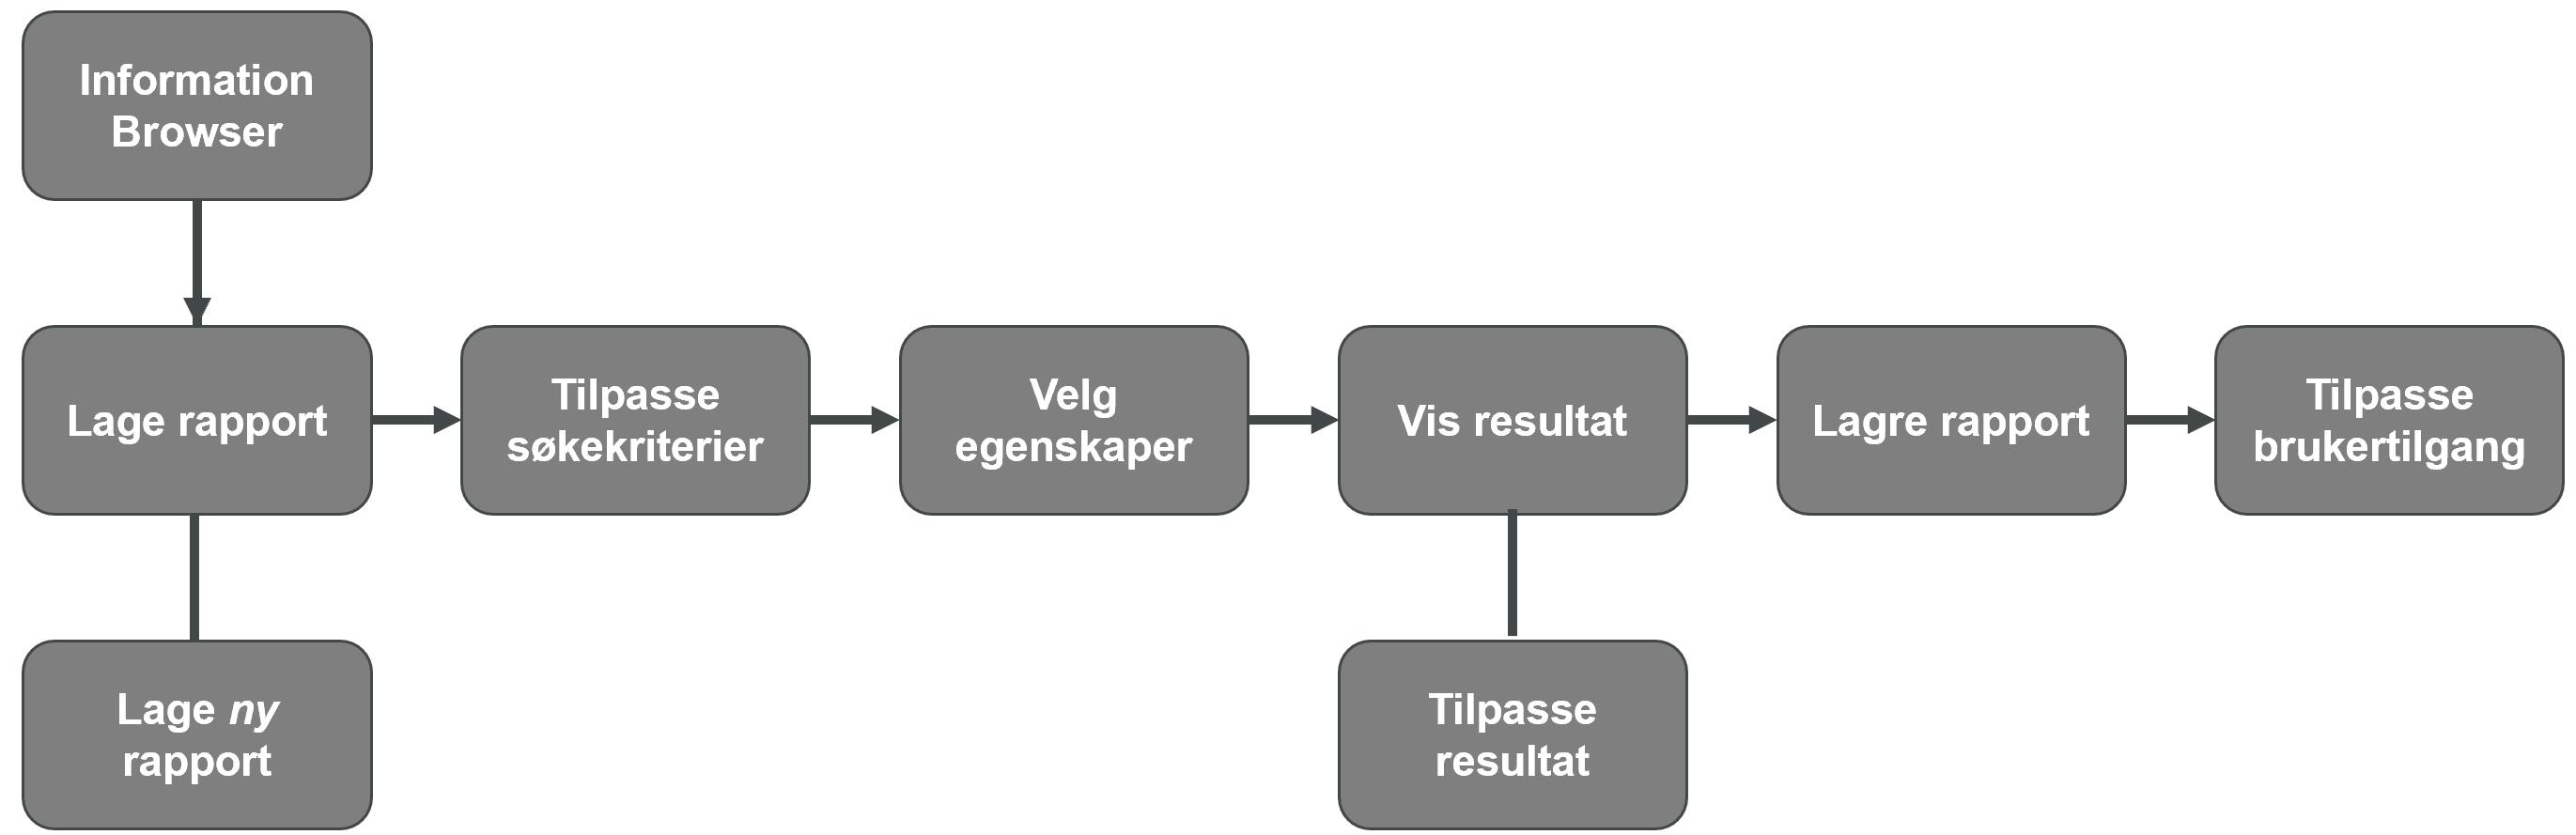 Information
Browser
Lage rapport
Tilpasse
søkekriterier
Velg
egenskaper
Vis resultat
Lagre rapport
Tilpasse
brukertilgang
Lage ny
rapport
Tilpasse
resultat